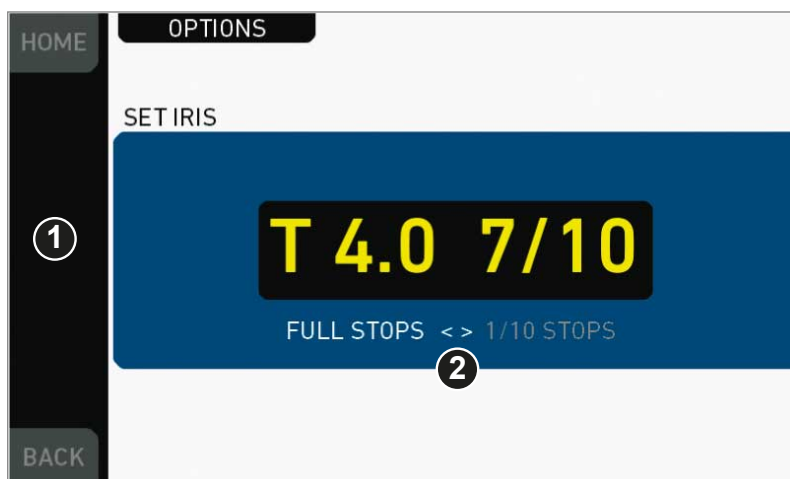 HOME
OPTIONS
SET IRIS
1
T 4.0 7/10
FULL STOPS < > 1/10 STOPS
2
BACK